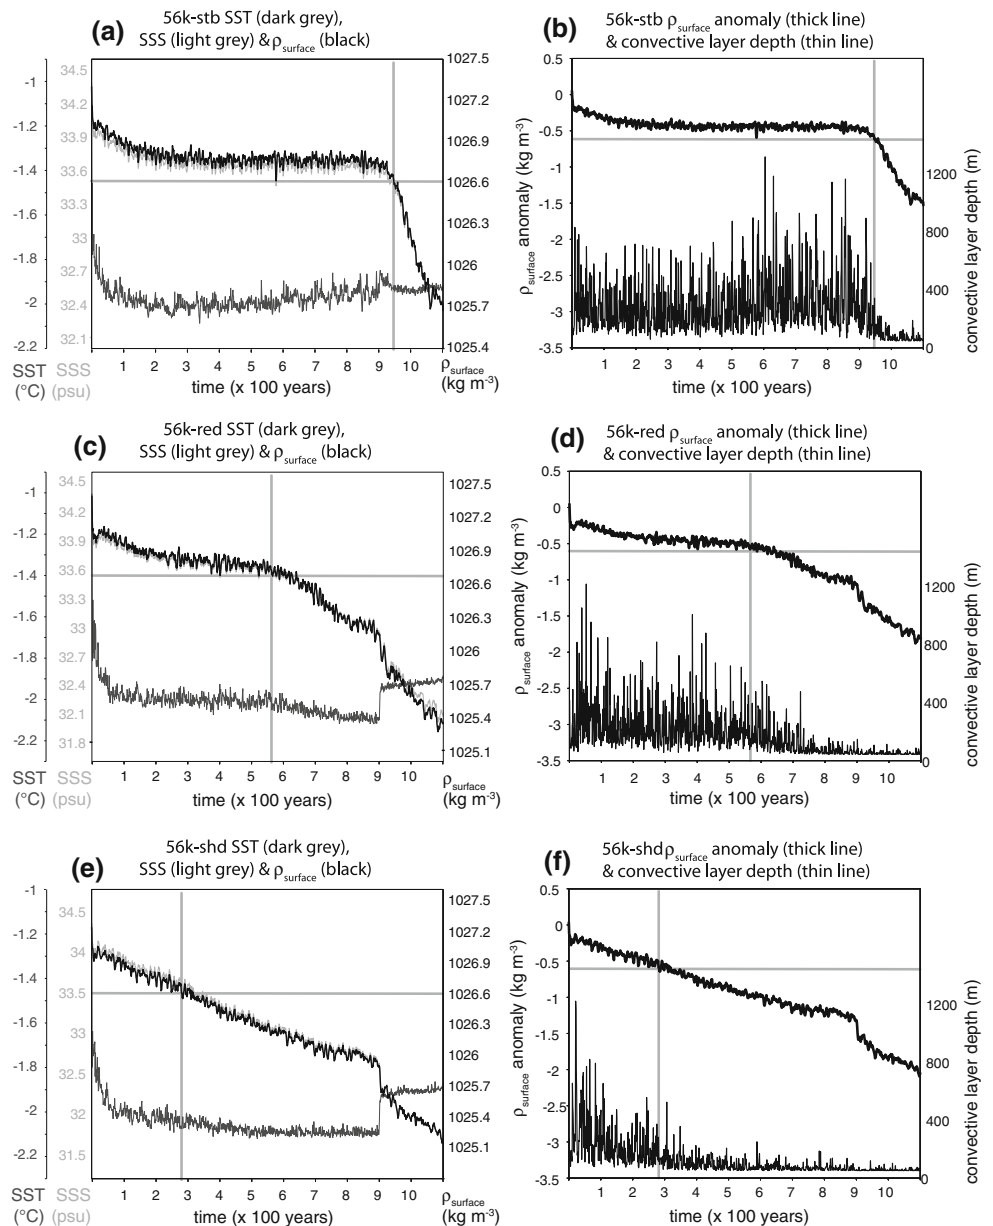 56k-stb SST (dark grey),
(a) SSS (light grey) & ρsurface (black)
34.5
1027.5
-1
34.2
1027.2
-1.2
33.9
1026.9
-1.4
33.6
1026.6
-1.6
33.3
1026.3
33
-1.8
1026
32.7
-2
32.4
1025.7
-2.2
32.1
1025.4
1 2 3 4 5 6 7 8 9 10
SST SSS
(°C) (psu)
time (x 100 years)
ρsurface
(kg m-3)
56k-stb ρsurface anomaly (thick line)
(b) & convective layer depth (thin line)
0.5
0
-0.5
-1
-1.5
-2
-2.5
-3
-3.5
ρsurface anomaly (kg m-3)
1200
800
400
0
convective layer depth (m)
1 2 3 4 5 6 7 8 9 10
time (x 100 years)
56k-red SST (dark grey),
(c) SSS (light grey) & ρsurface (black)
34.5
1027.5
-1
34.2
1027.2
-1.2
33.9
1026.9
-1.4
33.6
1026.6
33.3
-1.6
1026.3
33
-1.8
1026
32.7
-2
32.4
1025.7
32.1
1025.4
-2.2
31.8
1025.1
1 2 3 4 5 6 7 8 9 10
SST SSS
(°C) (psu)
time (x 100 years)
ρsurface
(kg m-3)
56k-red ρsurface anomaly (thick line)
(d) & convective layer depth (thin line)
0.5
0
-0.5
-1
-1.5
-2
-2.5
-3
-3.5
ρsurface anomaly (kg m-3)
1200
800
400
0
convective layer depth (m)
1 2 3 4 5 6 7 8 9 10
time (x 100 years)
56k-shd SST (dark grey),
(e) SSS (light grey) & ρsurface (black)
-1
34.5
1027.5
-1.2
1027.2
34
1026.9
-1.4
33.5
1026.6
-1.6
1026.3
33
-1.8
1026
32.5
1025.7
-2
32
1025.4
-2.2
31.5
1025.1
1 2 3 4 5 6 7 8 9 10
SST SSS
(°C) (psu)
time (x 100 years)
ρsurface
(kg m-3)
56k-shdρsurface anomaly (thick line)
(f) & convective layer depth (thin line)
0.5
0
-0.5
-1
-1.5
-2
-2.5
-3
-3.5
ρsurface anomaly (kg m-3)
1200
800
400
0
convective layer depth (m)
1 2 3 4 5 6 7 8 9 10
time (x 100 years)